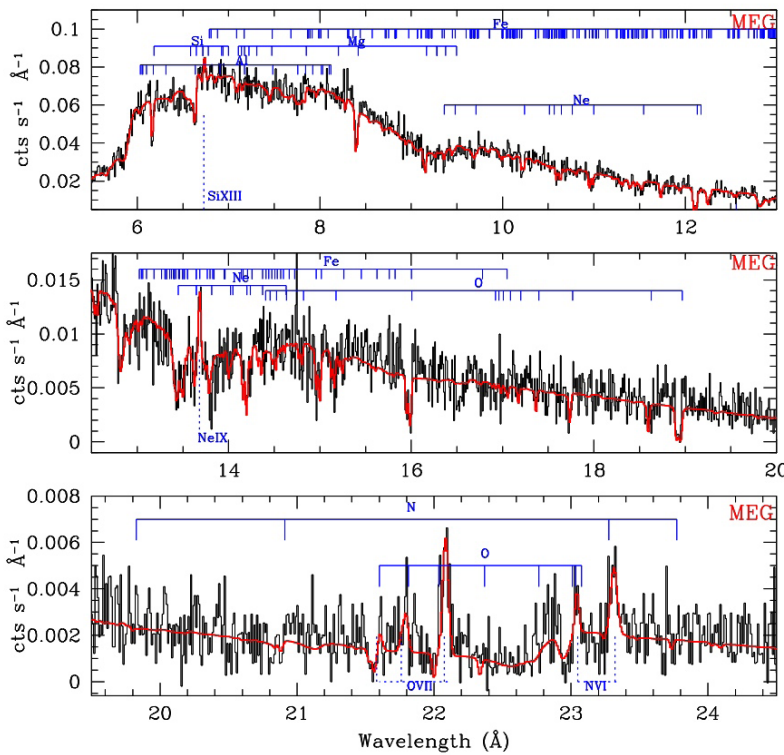 Fe
MEG
0.1
Si
Mg
Al
0.08
0.06
Ne
0.04
0.02
SiXIII
cts s⁻¹ Å⁻¹
6
8
10
12
Fe
MEG
0.015
Ne
O
0.01
0.005
0
NeIX
cts s⁻¹ Å⁻¹
14
16
18
20
0.008
N
MEG
0.006
O
0.004
0.002
0
OVII
NVI
cts s⁻¹ Å⁻¹
20
21
22
23
24
Wavelength (Å)